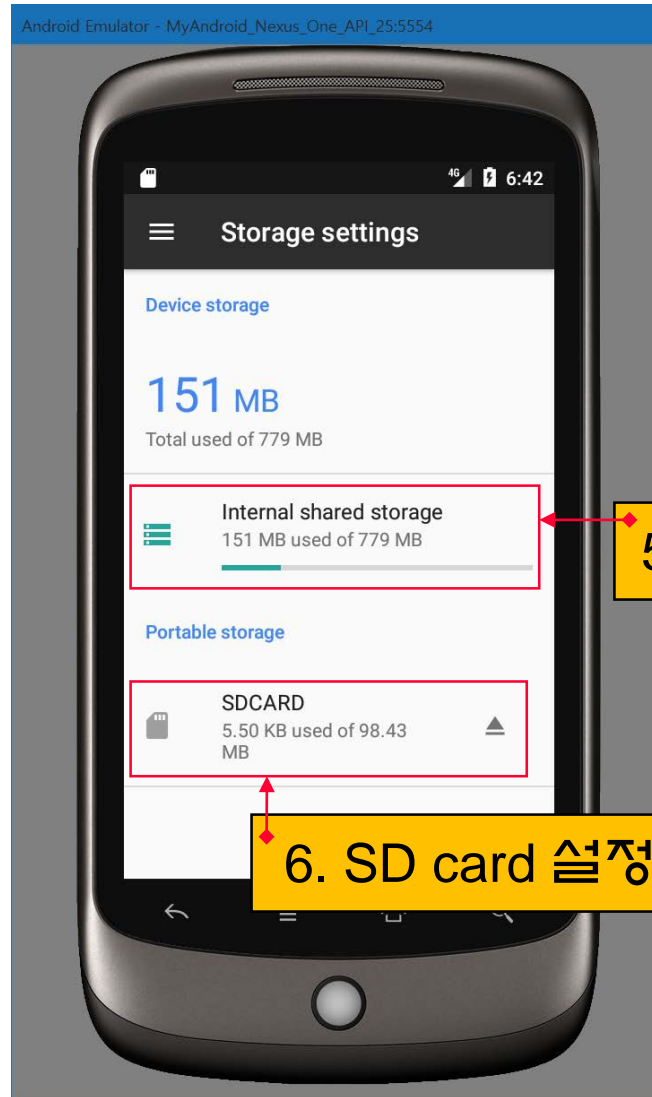 Android Emulator - MyAndroid_Nexus_One_API_25:5554
4G 6:42
Storage settings
Device storage
151 MB
Total used of 779 MB
Internal shared storage
151 MB used of 779 MB
5
Portable storage
SDCARD
5.50 KB used of 98.43
MB
6. SD card 설정